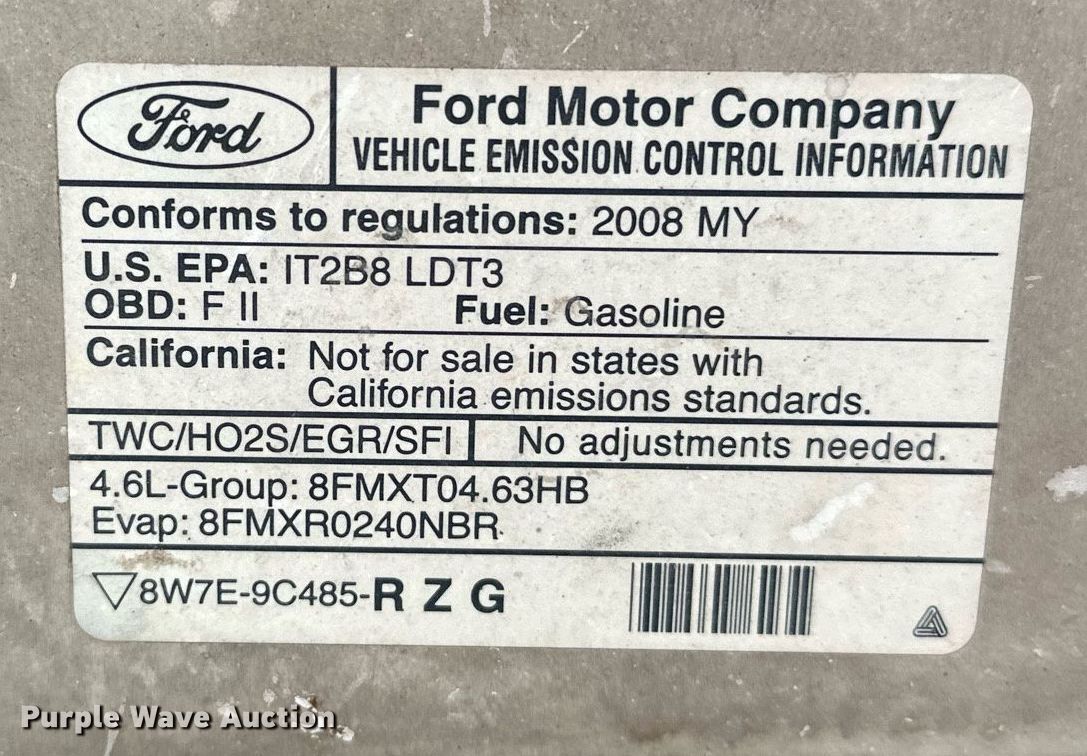 Ford
Ford Motor Company
VEHICLE EMISSION CONTROL INFORMATION
Conforms to regulations: 2008 MY
U.S. EPA: IT2B8 LDT3
OBD: F II Fuel: Gasoline
California: Not for sale in states with
California emissions standards.
TWC/HO2S/EGR/SFI No adjustments needed.
4.6L-Group: 8FMXT04.63HB
Evap: 8FMXR0240NBR
▽8W7E-9C485-R Z G
Purple Wave Auction